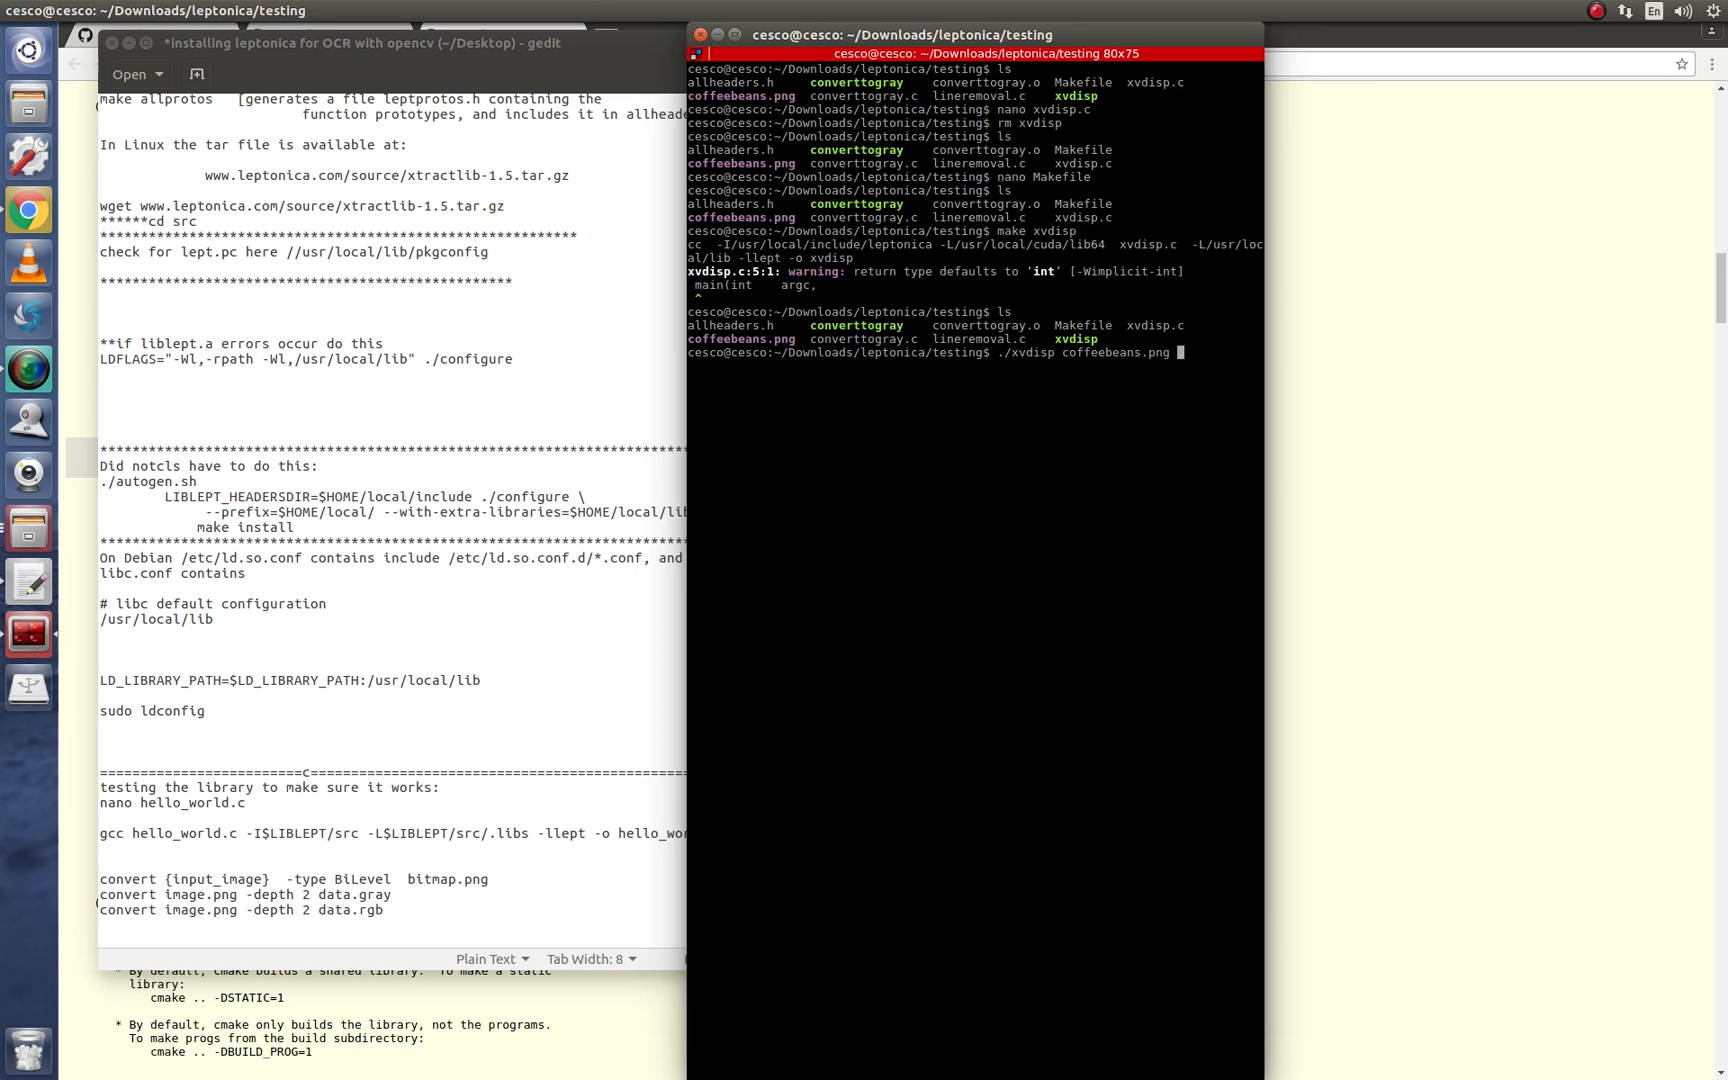 cesco@cesco: ~/Downloads/leptonica/testing
En
*installing leptonica for OCR with opencv (~/Desktop) - gedit
Open
make allprotos   [generates a file leptprotos.h containing the
function prototypes, and includes it in allheade
In Linux the tar file is available at:
www.leptonica.com/source/xtractlib-1.5.tar.gz
wget www.leptonica.com/source/xtractlib-1.5.tar.gz
******cd src
***********************************************************
check for lept.pc here //usr/local/lib/pkgconfig
***************************************************
**if liblept.a errors occur do this
LDFLAGS="-Wl,-rpath -Wl,/usr/local/lib" ./configure
*************************************************************************
Did notcls have to do this:
./autogen.sh
LIBLEPT_HEADERSDIR=$HOME/local/include ./configure \
--prefix=$HOME/local/ --with-extra-libraries=$HOME/local/lib
make install
*************************************************************************
On Debian /etc/ld.so.conf contains include /etc/ld.so.conf.d/*.conf, and
libc.conf contains
# libc default configuration
/usr/local/lib
LD_LIBRARY_PATH=$LD_LIBRARY_PATH:/usr/local/lib
sudo ldconfig
=========================C===============================================
testing the library to make sure it works:
nano hello_world.c
gcc hello_world.c -I$LIBLEPT/src -L$LIBLEPT/src/.libs -llept -o hello_wor
convert {input_image}  -type BiLevel  bitmap.png
convert image.png -depth 2 data.gray
convert image.png -depth 2 data.rgb
Plain Text
Tab Width: 8
* By default, cmake builds a shared library.  To make a static
library:
cmake .. -DSTATIC=1
* By default, cmake only builds the library, not the programs.
To make progs from the build subdirectory:
cmake .. -DBUILD_PROG=1
cesco@cesco: ~/Downloads/leptonica/testing
cesco@cesco: ~/Downloads/leptonica/testing 80x75
cesco@cesco:~/Downloads/leptonica/testing$ ls
allheaders.h    converttogray    converttogray.o  Makefile  xvdisp.c
coffeebeans.png  converttogray.c  lineremoval.c    xvdisp
cesco@cesco:~/Downloads/leptonica/testing$ nano xvdisp.c
cesco@cesco:~/Downloads/leptonica/testing$ rm xvdisp
cesco@cesco:~/Downloads/leptonica/testing$ ls
allheaders.h    converttogray    converttogray.o  Makefile
coffeebeans.png  converttogray.c  lineremoval.c    xvdisp.c
cesco@cesco:~/Downloads/leptonica/testing$ nano Makefile
cesco@cesco:~/Downloads/leptonica/testing$ ls
allheaders.h    converttogray    converttogray.o  Makefile
coffeebeans.png  converttogray.c  lineremoval.c    xvdisp.c
cesco@cesco:~/Downloads/leptonica/testing$ make xvdisp
cc  -I/usr/local/include/leptonica -L/usr/local/cuda/lib64  xvdisp.c  -L/usr/loc
al/lib -llept -o xvdisp
xvdisp.c:5:1: warning: return type defaults to ‘int’ [-Wimplicit-int]
main(int    argc,
^
cesco@cesco:~/Downloads/leptonica/testing$ ls
allheaders.h    converttogray    converttogray.o  Makefile  xvdisp.c
coffeebeans.png  converttogray.c  lineremoval.c    xvdisp
cesco@cesco:~/Downloads/leptonica/testing$ ./xvdisp coffeebeans.png